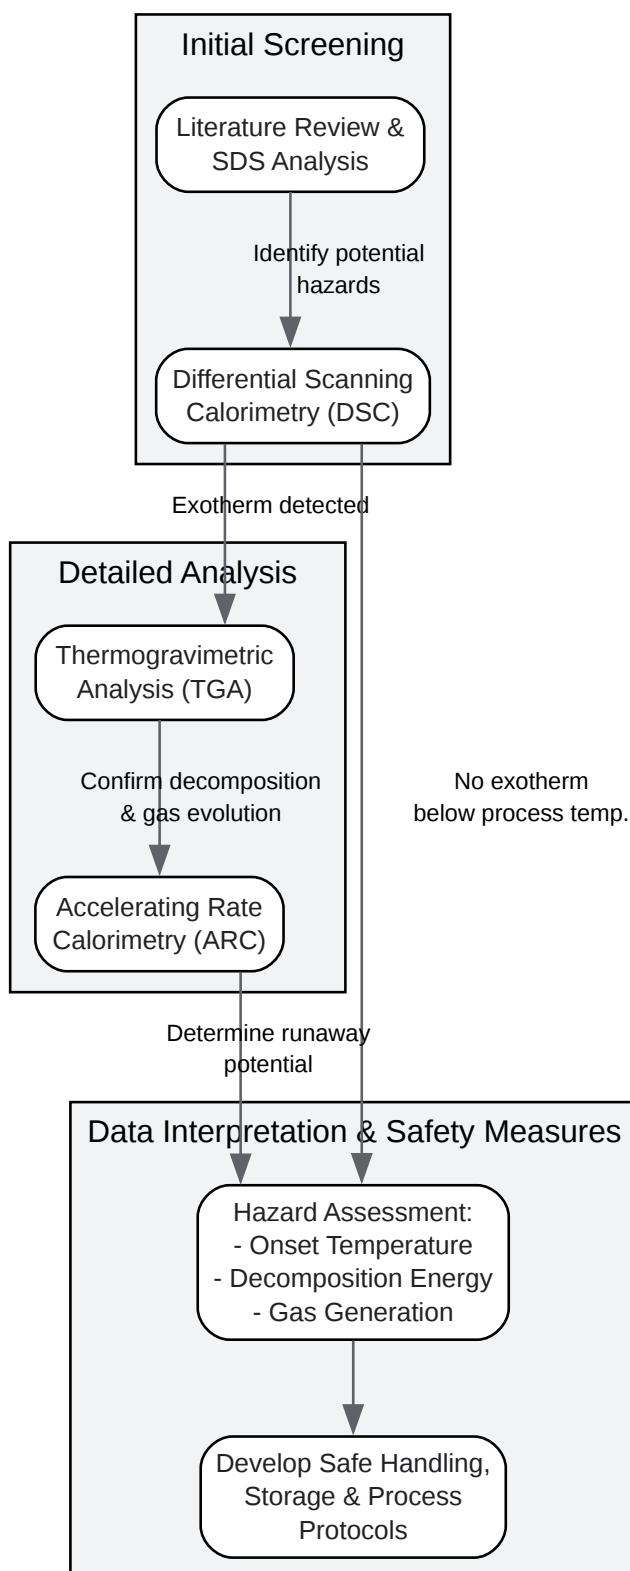 Initial Screening
Literature Review &
SDS Analysis
Identify potential
hazards
Differential Scanning
Calorimetry (DSC)
Exotherm detected
Detailed Analysis
Thermogravimetric
Analysis (TGA)
Confirm decomposition
& gas evolution
No exotherm
below process temp.
Accelerating Rate
Calorimetry (ARC)
Determine runaway
potential
Data Interpretation & Safety Measures
Hazard Assessment:
- Onset Temperature
- Decomposition Energy
- Gas Generation
Develop Safe Handling,
Storage & Process
Protocols